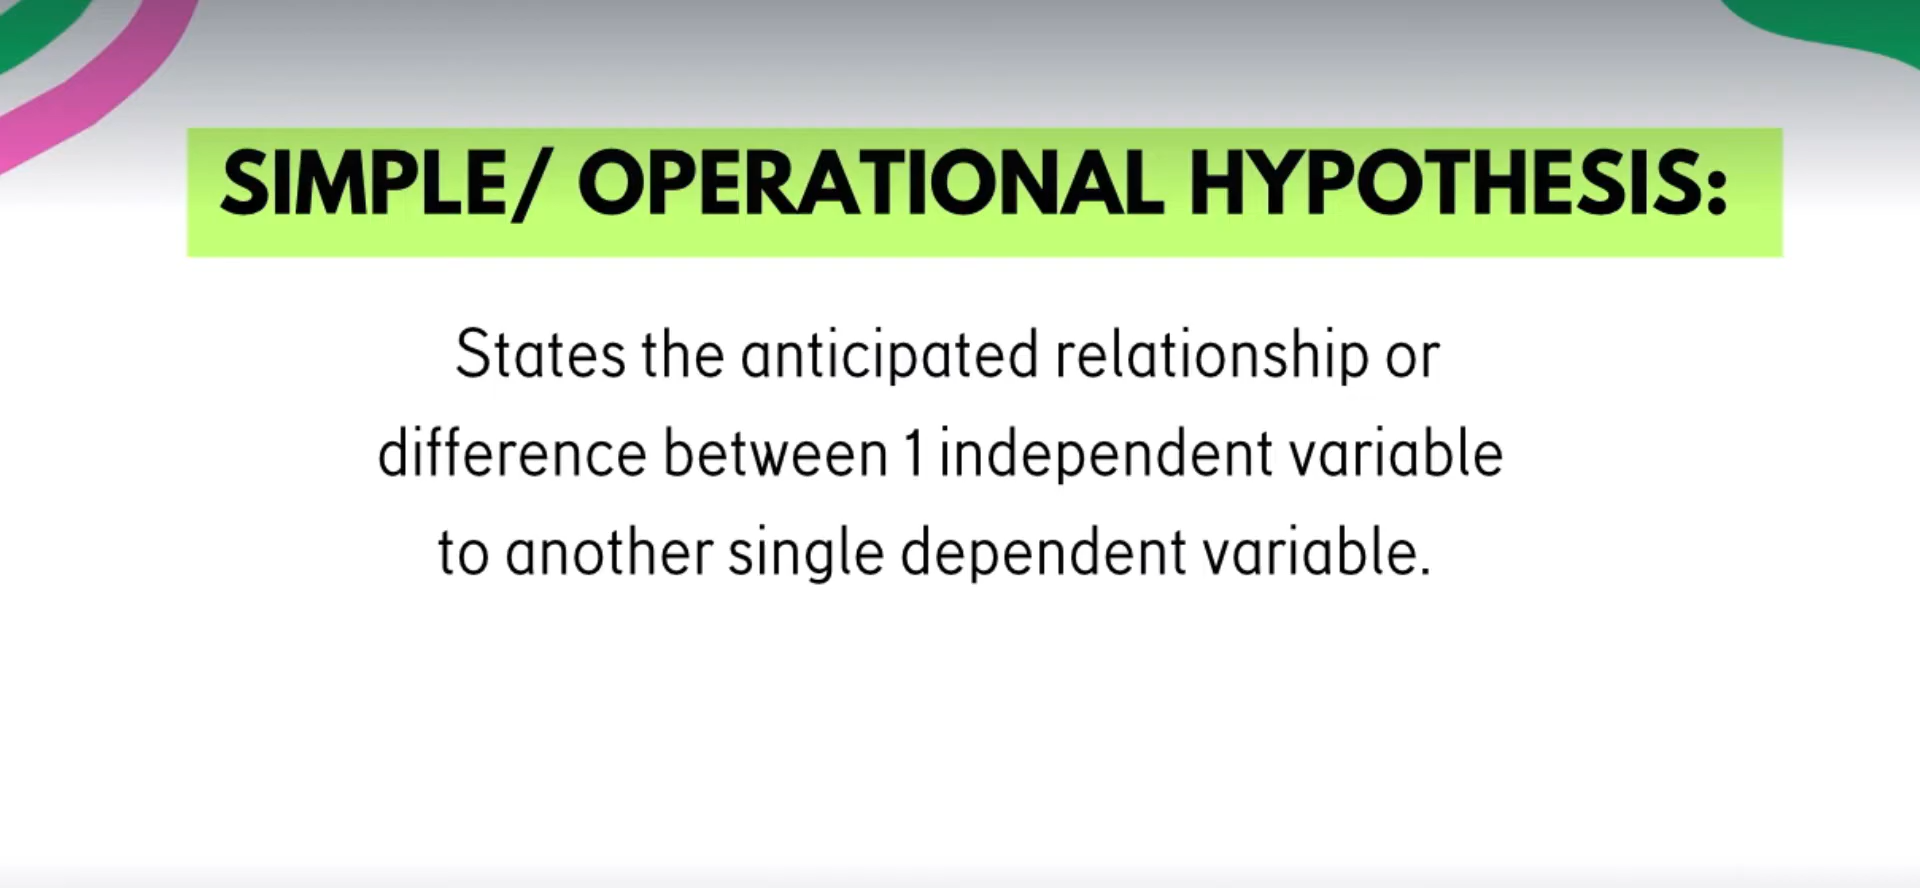 SIMPLE/ OPERATIONAL HYPOTHESIS:
States the anticipated relationship or
difference between 1 independent variable
to another single dependent variable.